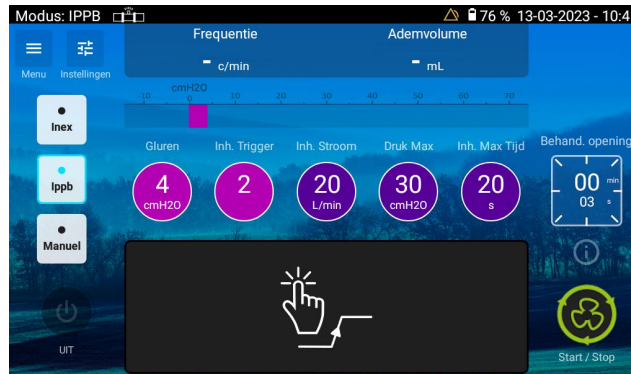 Modus: IPPB
76 % 13-03-2023 - 10:4
Menu
Instellingen
Frequentie
- c/min
Ademvolume
- mL
cmH2O
-10 0 10 20 30 40 50 60 70
Inex
Ippb
Manuel
UIT
Gluren
4
cmH2O
Inh. Trigger
2
Inh. Stroom
20
L/min
Druk Max
30
cmH2O
Inh. Max Tijd
20
s
Behand. opening
00 min
03 s
Start / Stop